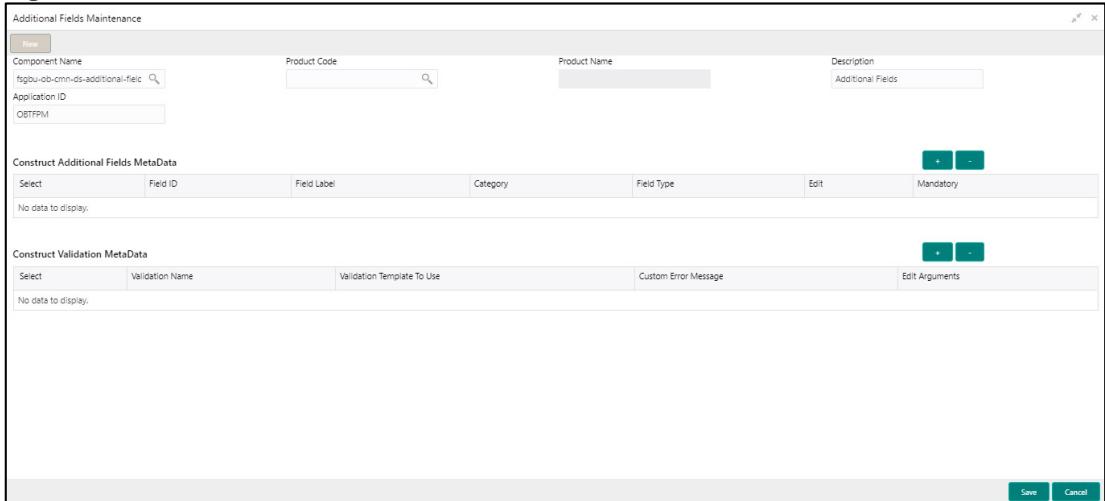 Additional Fields Maintenance
New
Component Name Product Code Product Name Description
fsgbu-ob-cmn-ds-additional-fielc Additional Fields
Application ID
OBTFPM
Construct Additional Fields MetaData + -
Select Field ID Field Label Category Field Type Edit Mandatory
No data to display.
Construct Validation MetaData + -
Select Validation Name Validation Template To Use Custom Error Message Edit Arguments
No data to display.
Save Cancel